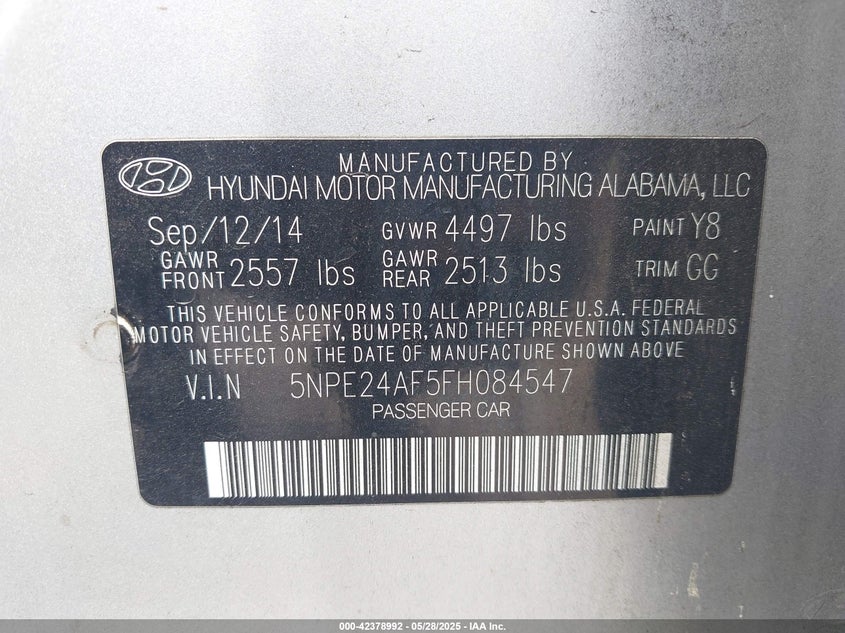 MANUFACTURED BY
HYUNDAI MOTOR MANUFACTURING ALABAMA, LLC
Sep/12/14 GVWR 4497 lbs PAINT Y8
GAWR FRONT 2557 lbs GAWR REAR 2513 lbs TRIM GG
THIS VEHICLE CONFORMS TO ALL APPLICABLE U.S.A. FEDERAL
MOTOR VEHICLE SAFETY, BUMPER, AND THEFT PREVENTION STANDARDS
IN EFFECT ON THE DATE OF MANUFACTURE SHOWN ABOVE
V.I.N 5NPE24AF5FH084547
PASSENGER CAR
000-42378992 — 05/28/2025 — IAA Inc.